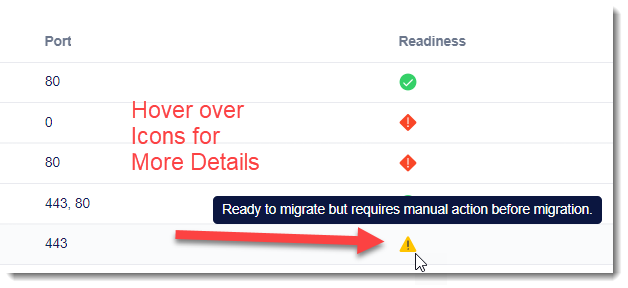 Port Readiness
80
0
Hover over
Icons for
More Details
80
443, 80
Ready to migrate but requires manual action before migration.
443